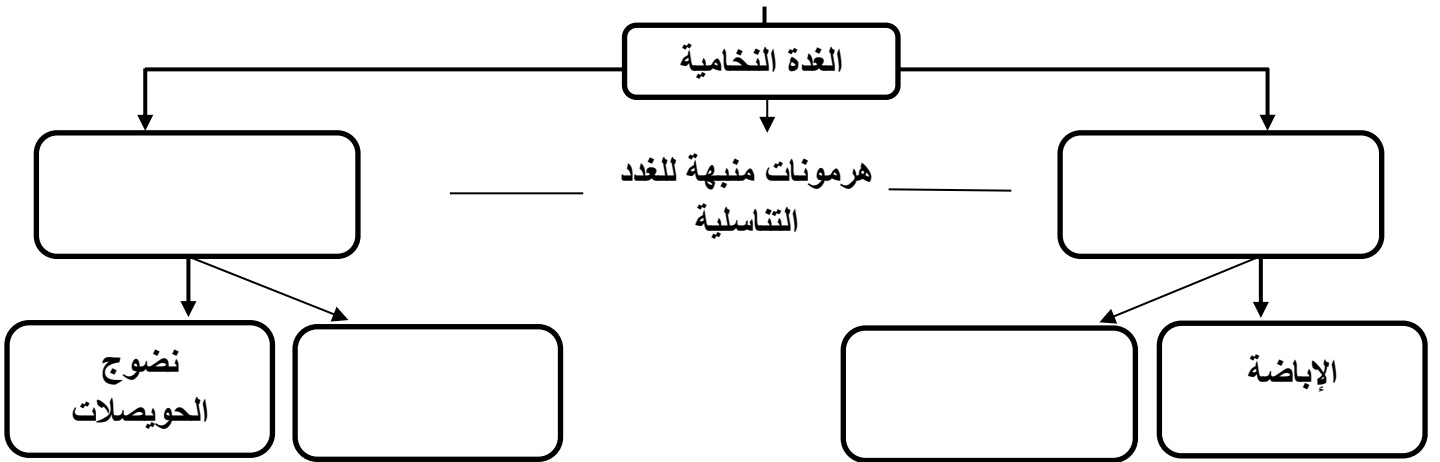 الغدة النخامية
هرمونات منبهة للغدد
التناسلية
الإباضة
نضوج
الحويصلات